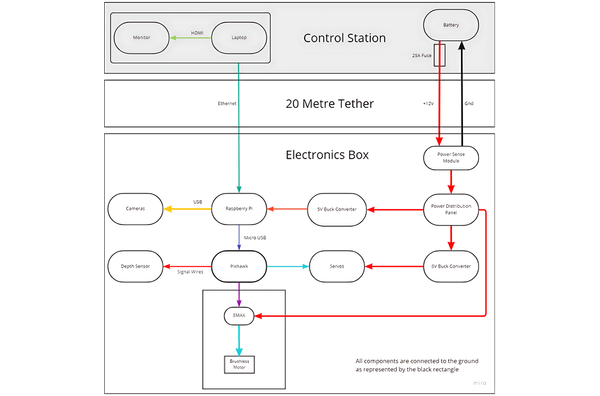 Control Station
Battery
Monitor
HDMI
Laptop
25A Fuse
Ethernet
20 Metre Tether
+12v
Gnd
Electronics Box
Power Sense
Module
Cameras
USB
Raspberry Pi
5V Buck Converter
Power Distribution
Panel
Micro USB
Depth Sensor
Signal Wires
Pixhawk
Servos
6V Buck Converter
EMAX
Brushless
Motor
All components are connected to the ground
as represented by the black rectangle
miro